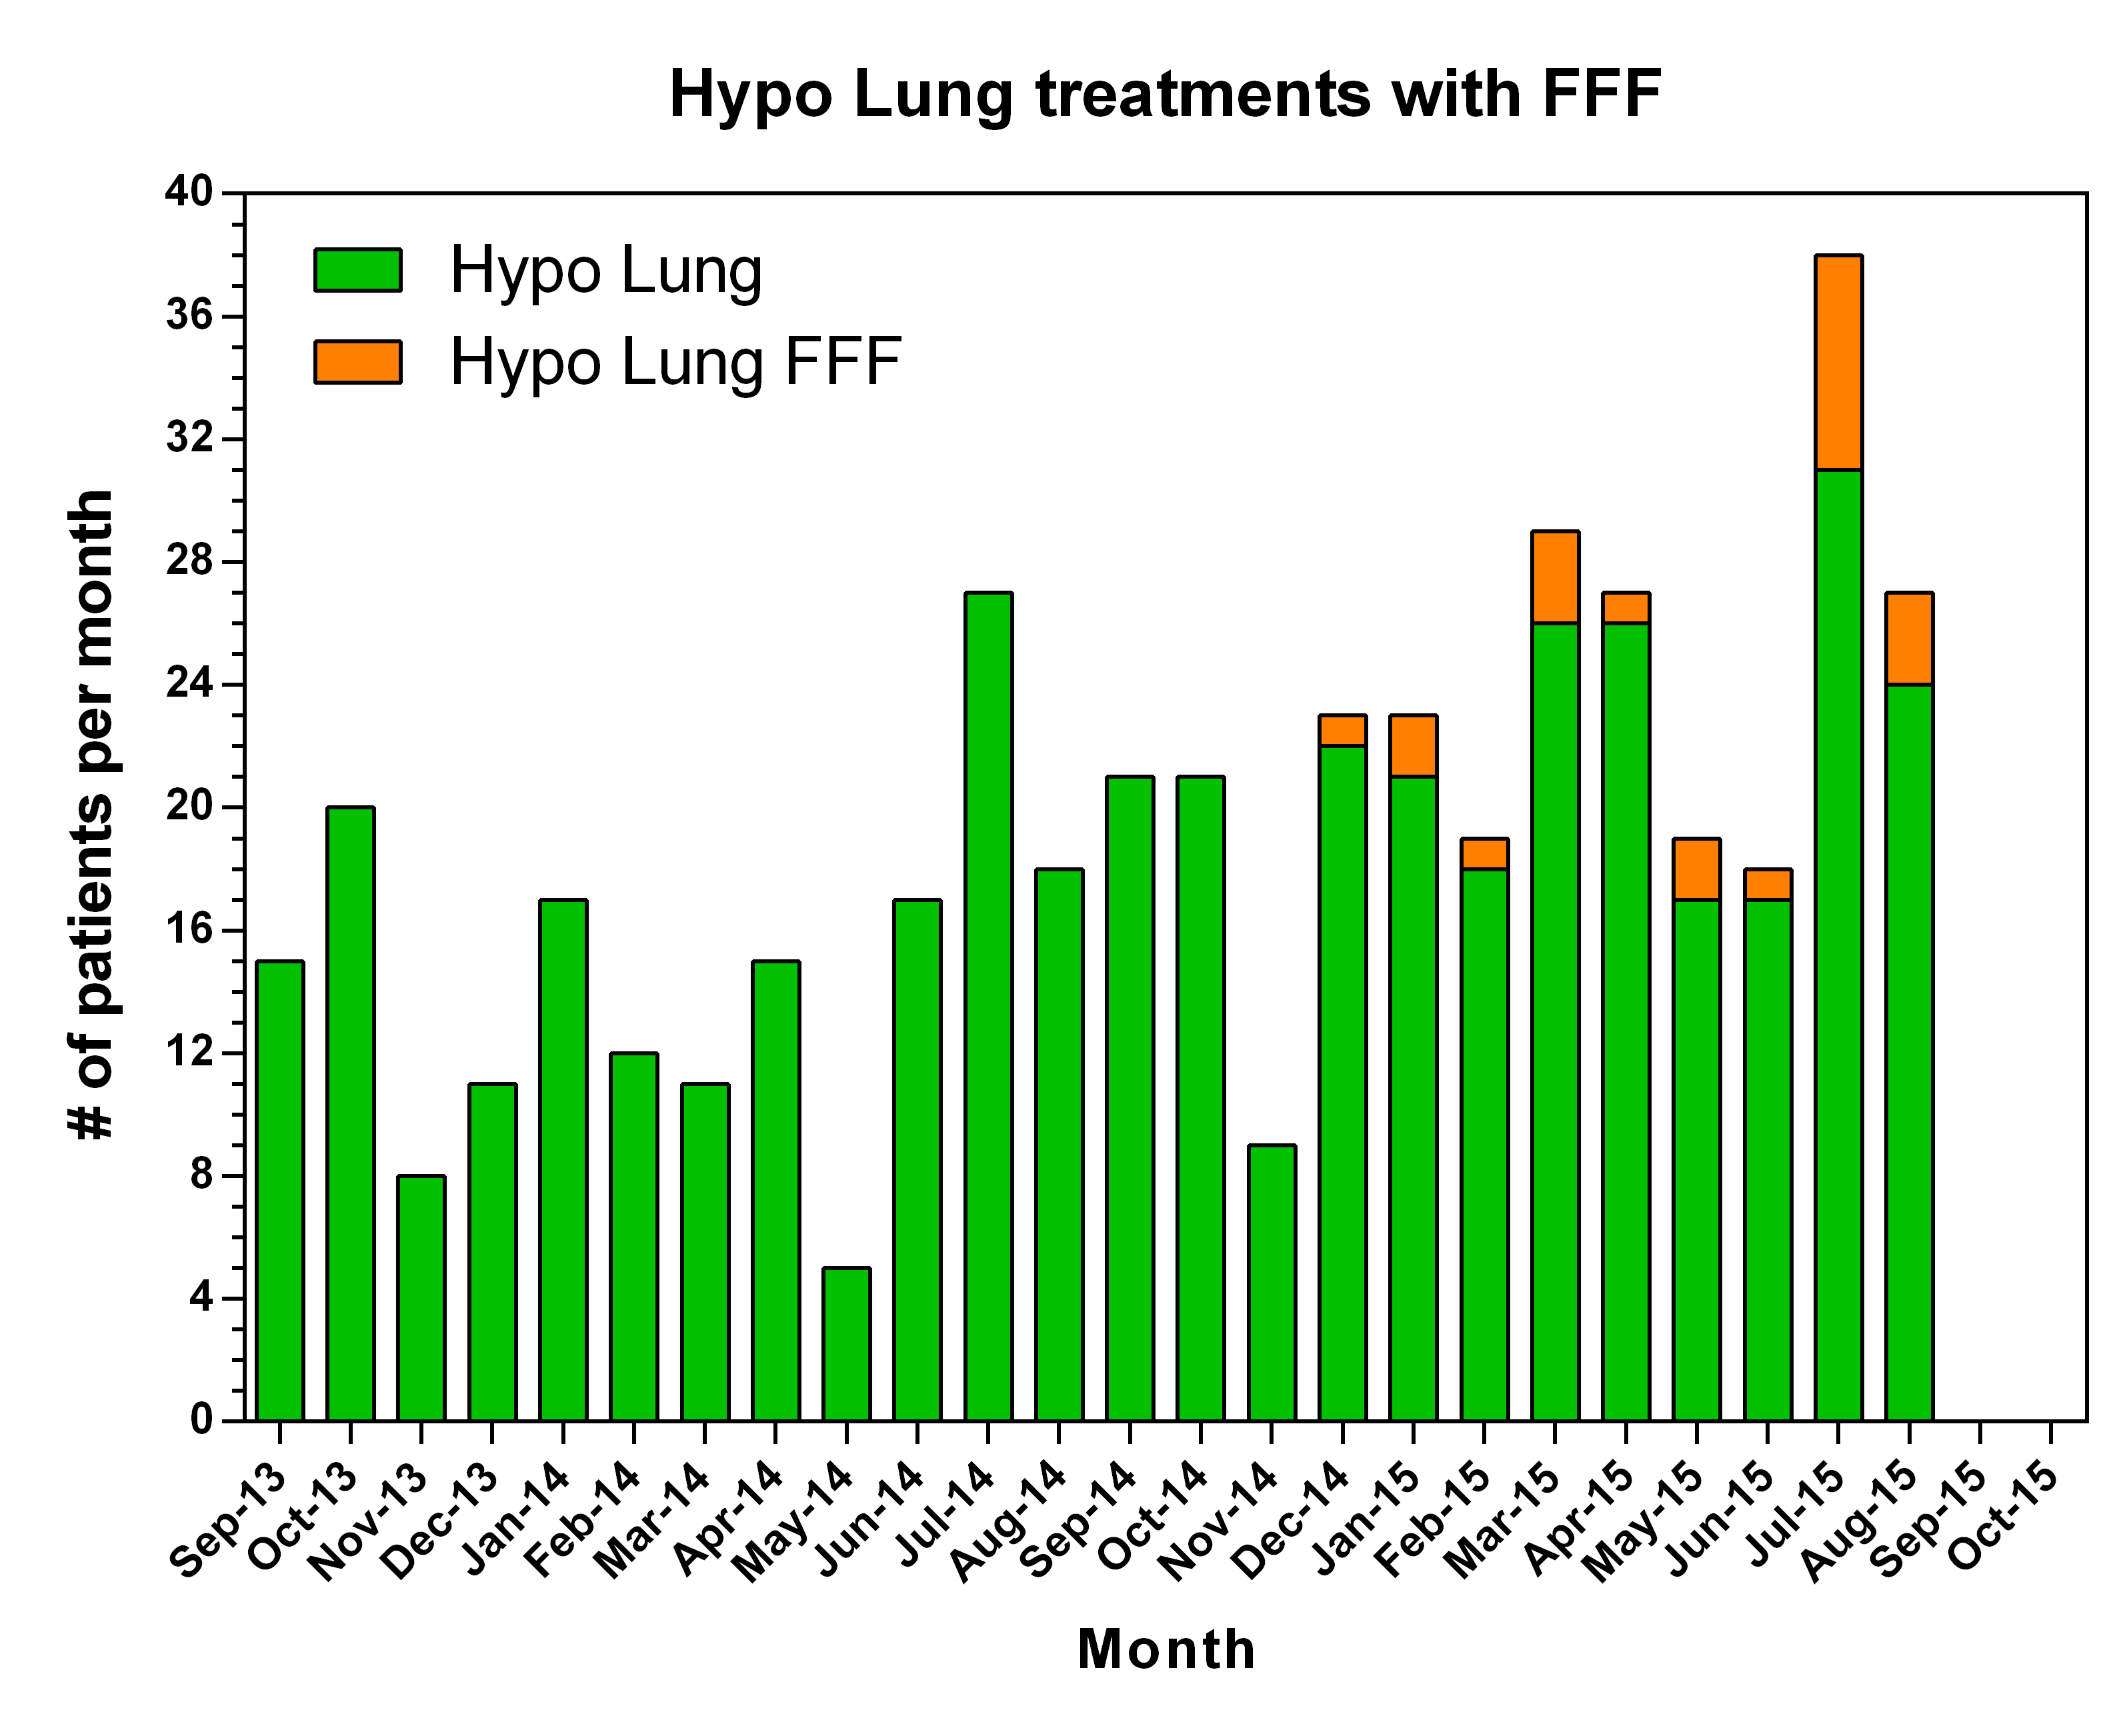 Hypo Lung treatments with FFF
# of patients per month
40
36
32
28
24
20
16
12
8
4
0
Hypo Lung
Hypo Lung FFF
Sep-13
Oct-13
Nov-13
Dec-13
Jan-14
Feb-14
Mar-14
Apr-14
May-14
Jun-14
Jul-14
Aug-14
Sep-14
Oct-14
Nov-14
Dec-14
Jan-15
Feb-15
Mar-15
Apr-15
May-15
Jun-15
Jul-15
Aug-15
Sep-15
Oct-15
Month